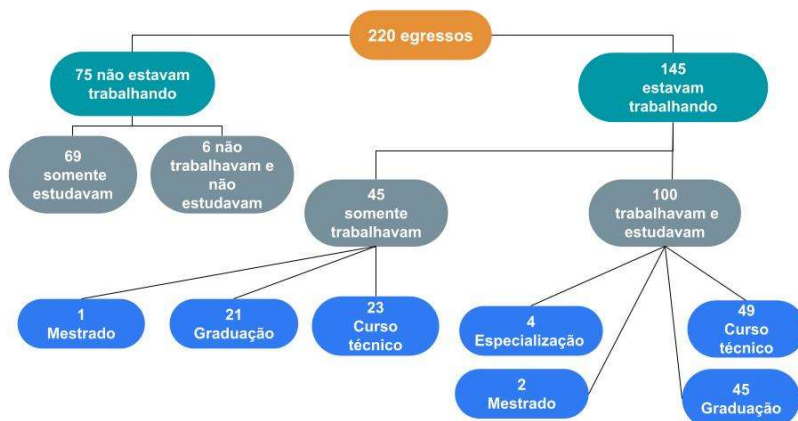 220 egressos
75 não estavam
trabalhando
145
estavam
trabalhando
69
somente
estudavam
6 não
trabalhavam e
não
estudavam
45
somente
trabalhavam
100
trabalhavam e
estudavam
1
Mestrado
21
Graduação
23
Curso
técnico
4
Especialização
49
Curso
técnico
2
Mestrado
45
Graduação